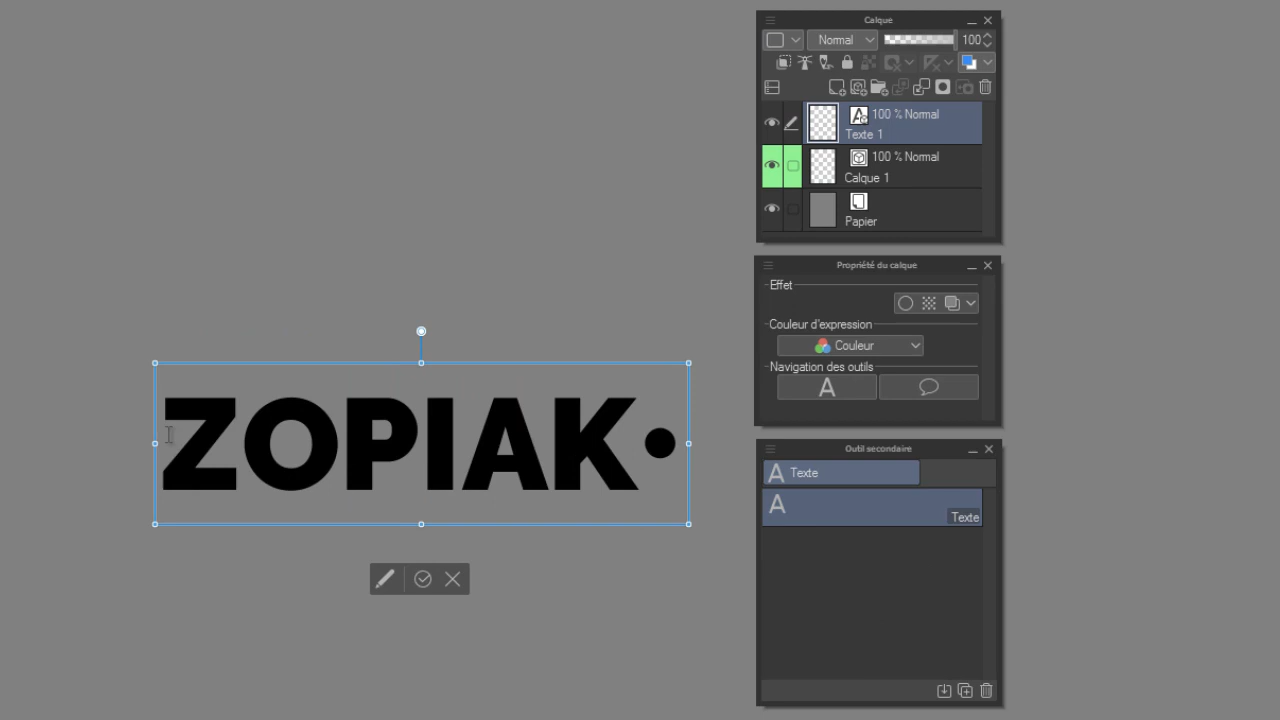 Calque
Normal
100
100 % Normal
Texte 1
100 % Normal
Calque 1
Papier
Propriété du calque
Effet
Couleur d'expression
Couleur
Navigation des outils
A
ZOPIAK•
Outil secondaire
A Texte
A
Texte